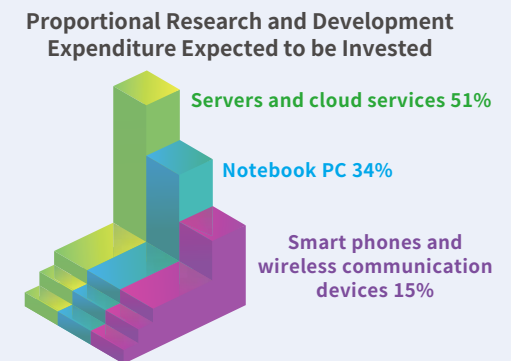 Proportional Research and Development
Expenditure Expected to be Invested
Servers and cloud services 51%
Notebook PC 34%
Smart phones and
wireless communication
devices 15%